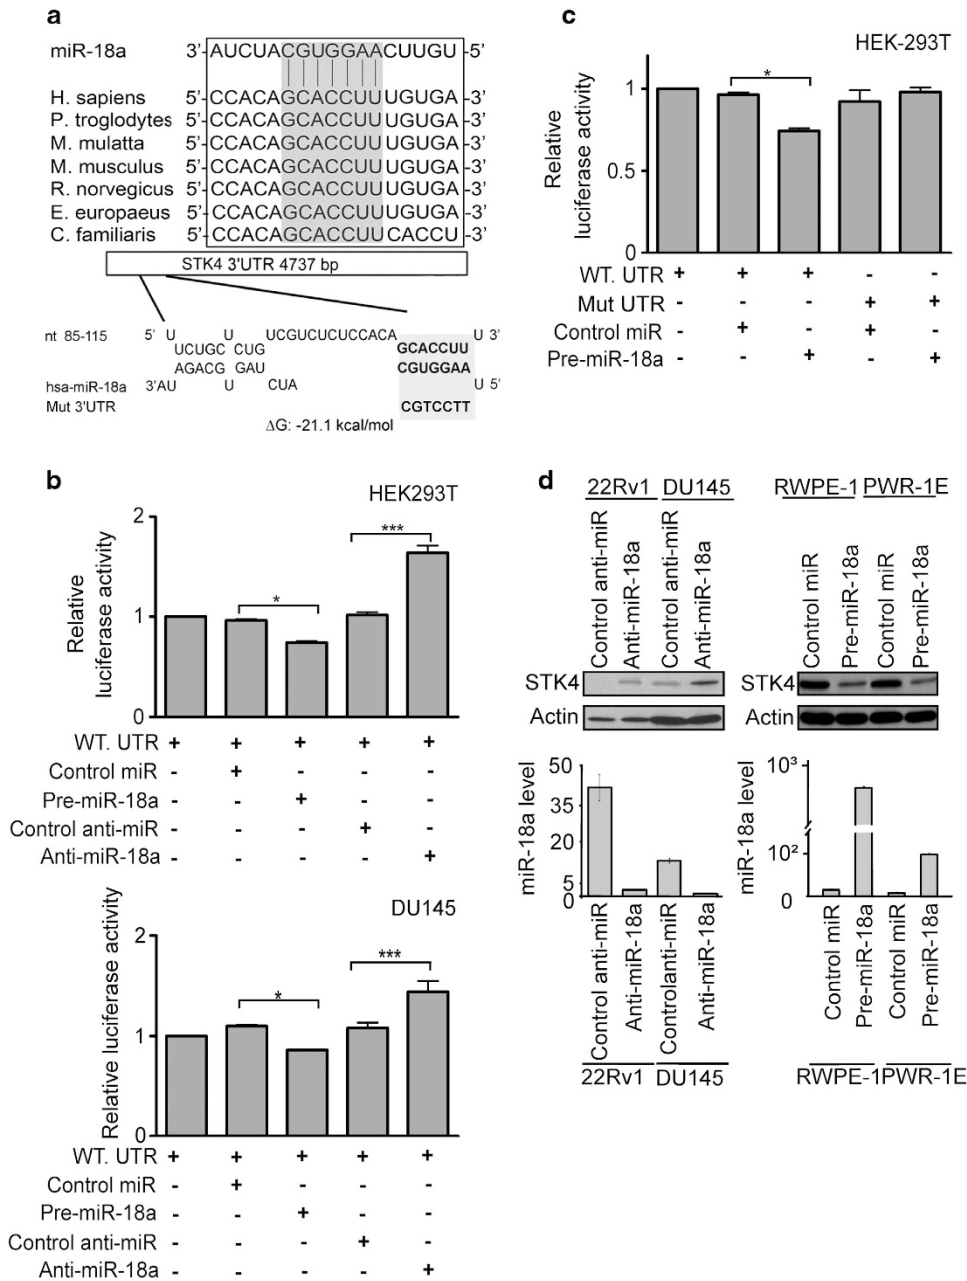 a
miR-18a 3'-AUCUACGUGGAACUUGU-5'
H. sapiens 5'-CCACAGCACCUUUGUGA-3'
P. troglodytes 5'-CCACAGCACCUUUGUGA-3'
M. mulatta 5'-CCACAGCACCUUUGUGA-3'
M. musculus 5'-CCACAGCACCUUUGUGA-3'
R. norvegicus 5'-CCACAGCACCUUUGUGA-3'
E. europaeus 5'-CCACAGCACCUUUGUGA-3'
C. familiaris 5'-CCACAGCACCUUCACCU-3'
STK4 3'UTR 4737 bp
nt 85-115 5' U U UCGUCUCUCCACA U 3'
UCUGC CUG GCACCUU
AGACG GAU CGUGGAA
hsa-miR-18a 3'AU U CUA U 5'
Mut 3'UTR CGTCCTT
ΔG: -21.1 kcal/mol
b
HEK293T
Relative
luciferase activity
2
1
0
*
***
WT. UTR + + + + +
Control miR - + - - -
Pre-miR-18a - - + - -
Control anti-miR - - - + -
Anti-miR-18a - - - - +
DU145
Relative luciferase activity
2
1
0
*
***
WT. UTR + + + + +
Control miR - + - - -
Pre-miR-18a - - + - -
Control anti-miR - - - + -
Anti-miR-18a - - - - +
c
HEK-293T
Relative
luciferase activity
1
0.5
0
*
WT. UTR + + + - -
Mut UTR - - - + +
Control miR - + - + -
Pre-miR-18a - - + - +
d
22Rv1 DU145
Control anti-miR
Anti-miR-18a
Control anti-miR
Anti-miR-18a
STK4
Actin
miR-18a level
50
35
20
5
0
Control anti-miR
Anti-miR-18a
Controlanti-miR
Anti-miR-18a
22Rv1 DU145
RWPE-1 PWR-1E
Control miR
Pre-miR-18a
Control miR
Pre-miR-18a
STK4
Actin
miR-18a level
10³
10²
0
Control miR
Pre-miR-18a
Control miR
Pre-miR-18a
RWPE-1PWR-1E